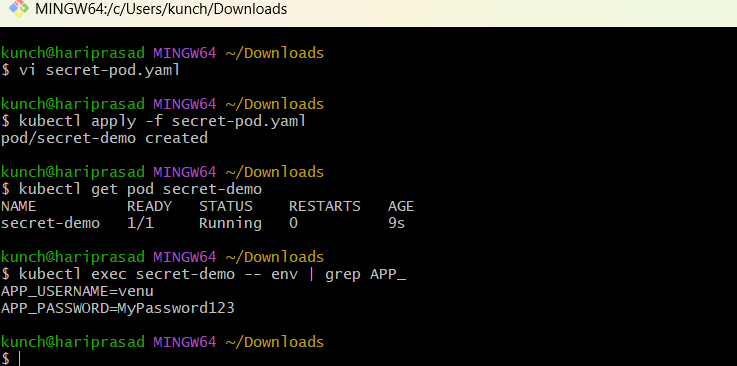 MINGW64:/c/Users/kunch/Downloads
kunch@hariprasad MINGW64 ~/Downloads
$ vi secret-pod.yaml
kunch@hariprasad MINGW64 ~/Downloads
$ kubectl apply -f secret-pod.yaml
pod/secret-demo created
kunch@hariprasad MINGW64 ~/Downloads
$ kubectl get pod secret-demo
NAME          READY   STATUS    RESTARTS   AGE
secret-demo   1/1     Running   0          9s
kunch@hariprasad MINGW64 ~/Downloads
$ kubectl exec secret-demo -- env | grep APP_
APP_USERNAME=venu
APP_PASSWORD=MyPassword123
kunch@hariprasad MINGW64 ~/Downloads
$